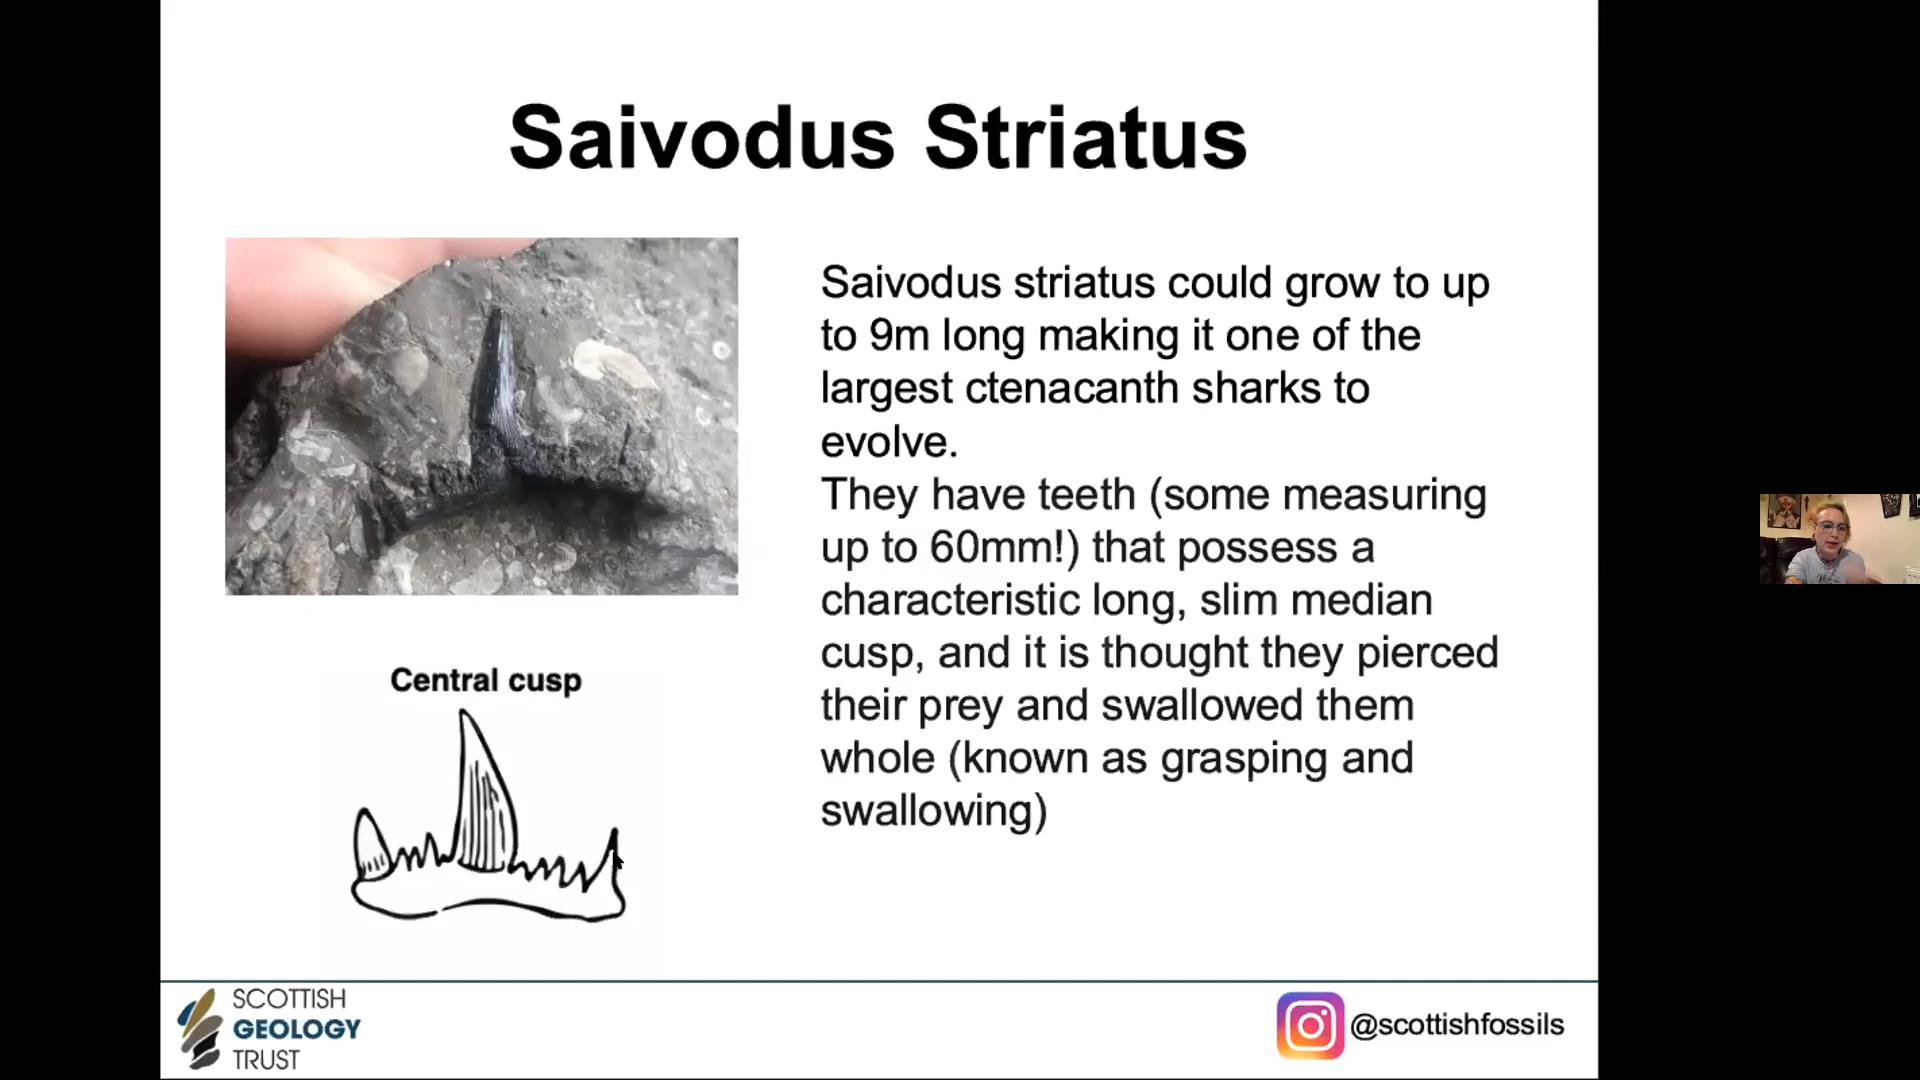 Saivodus Striatus
Saivodus striatus could grow to up
to 9m long making it one of the
largest ctenacanth sharks to
evolve.
They have teeth (some measuring
up to 60mm!) that possess a
characteristic long, slim median
cusp, and it is thought they pierced
their prey and swallowed them
whole (known as grasping and
swallowing)
Central cusp
SCOTTISH
GEOLOGY
TRUST
@scottishfossils